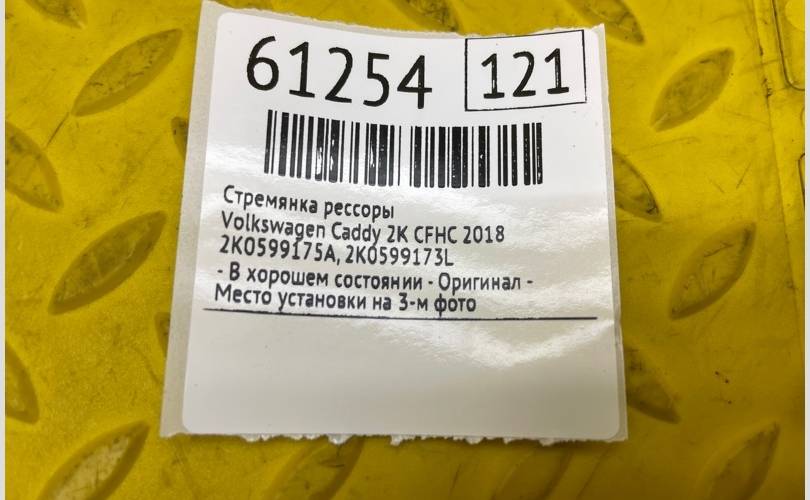 61254 121
Стремянка рессоры
Volkswagen Caddy 2K CFHC 2018
2K0599175A, 2K0599173L
- В хорошем состоянии - Оригинал -
Место установки на 3-м фото